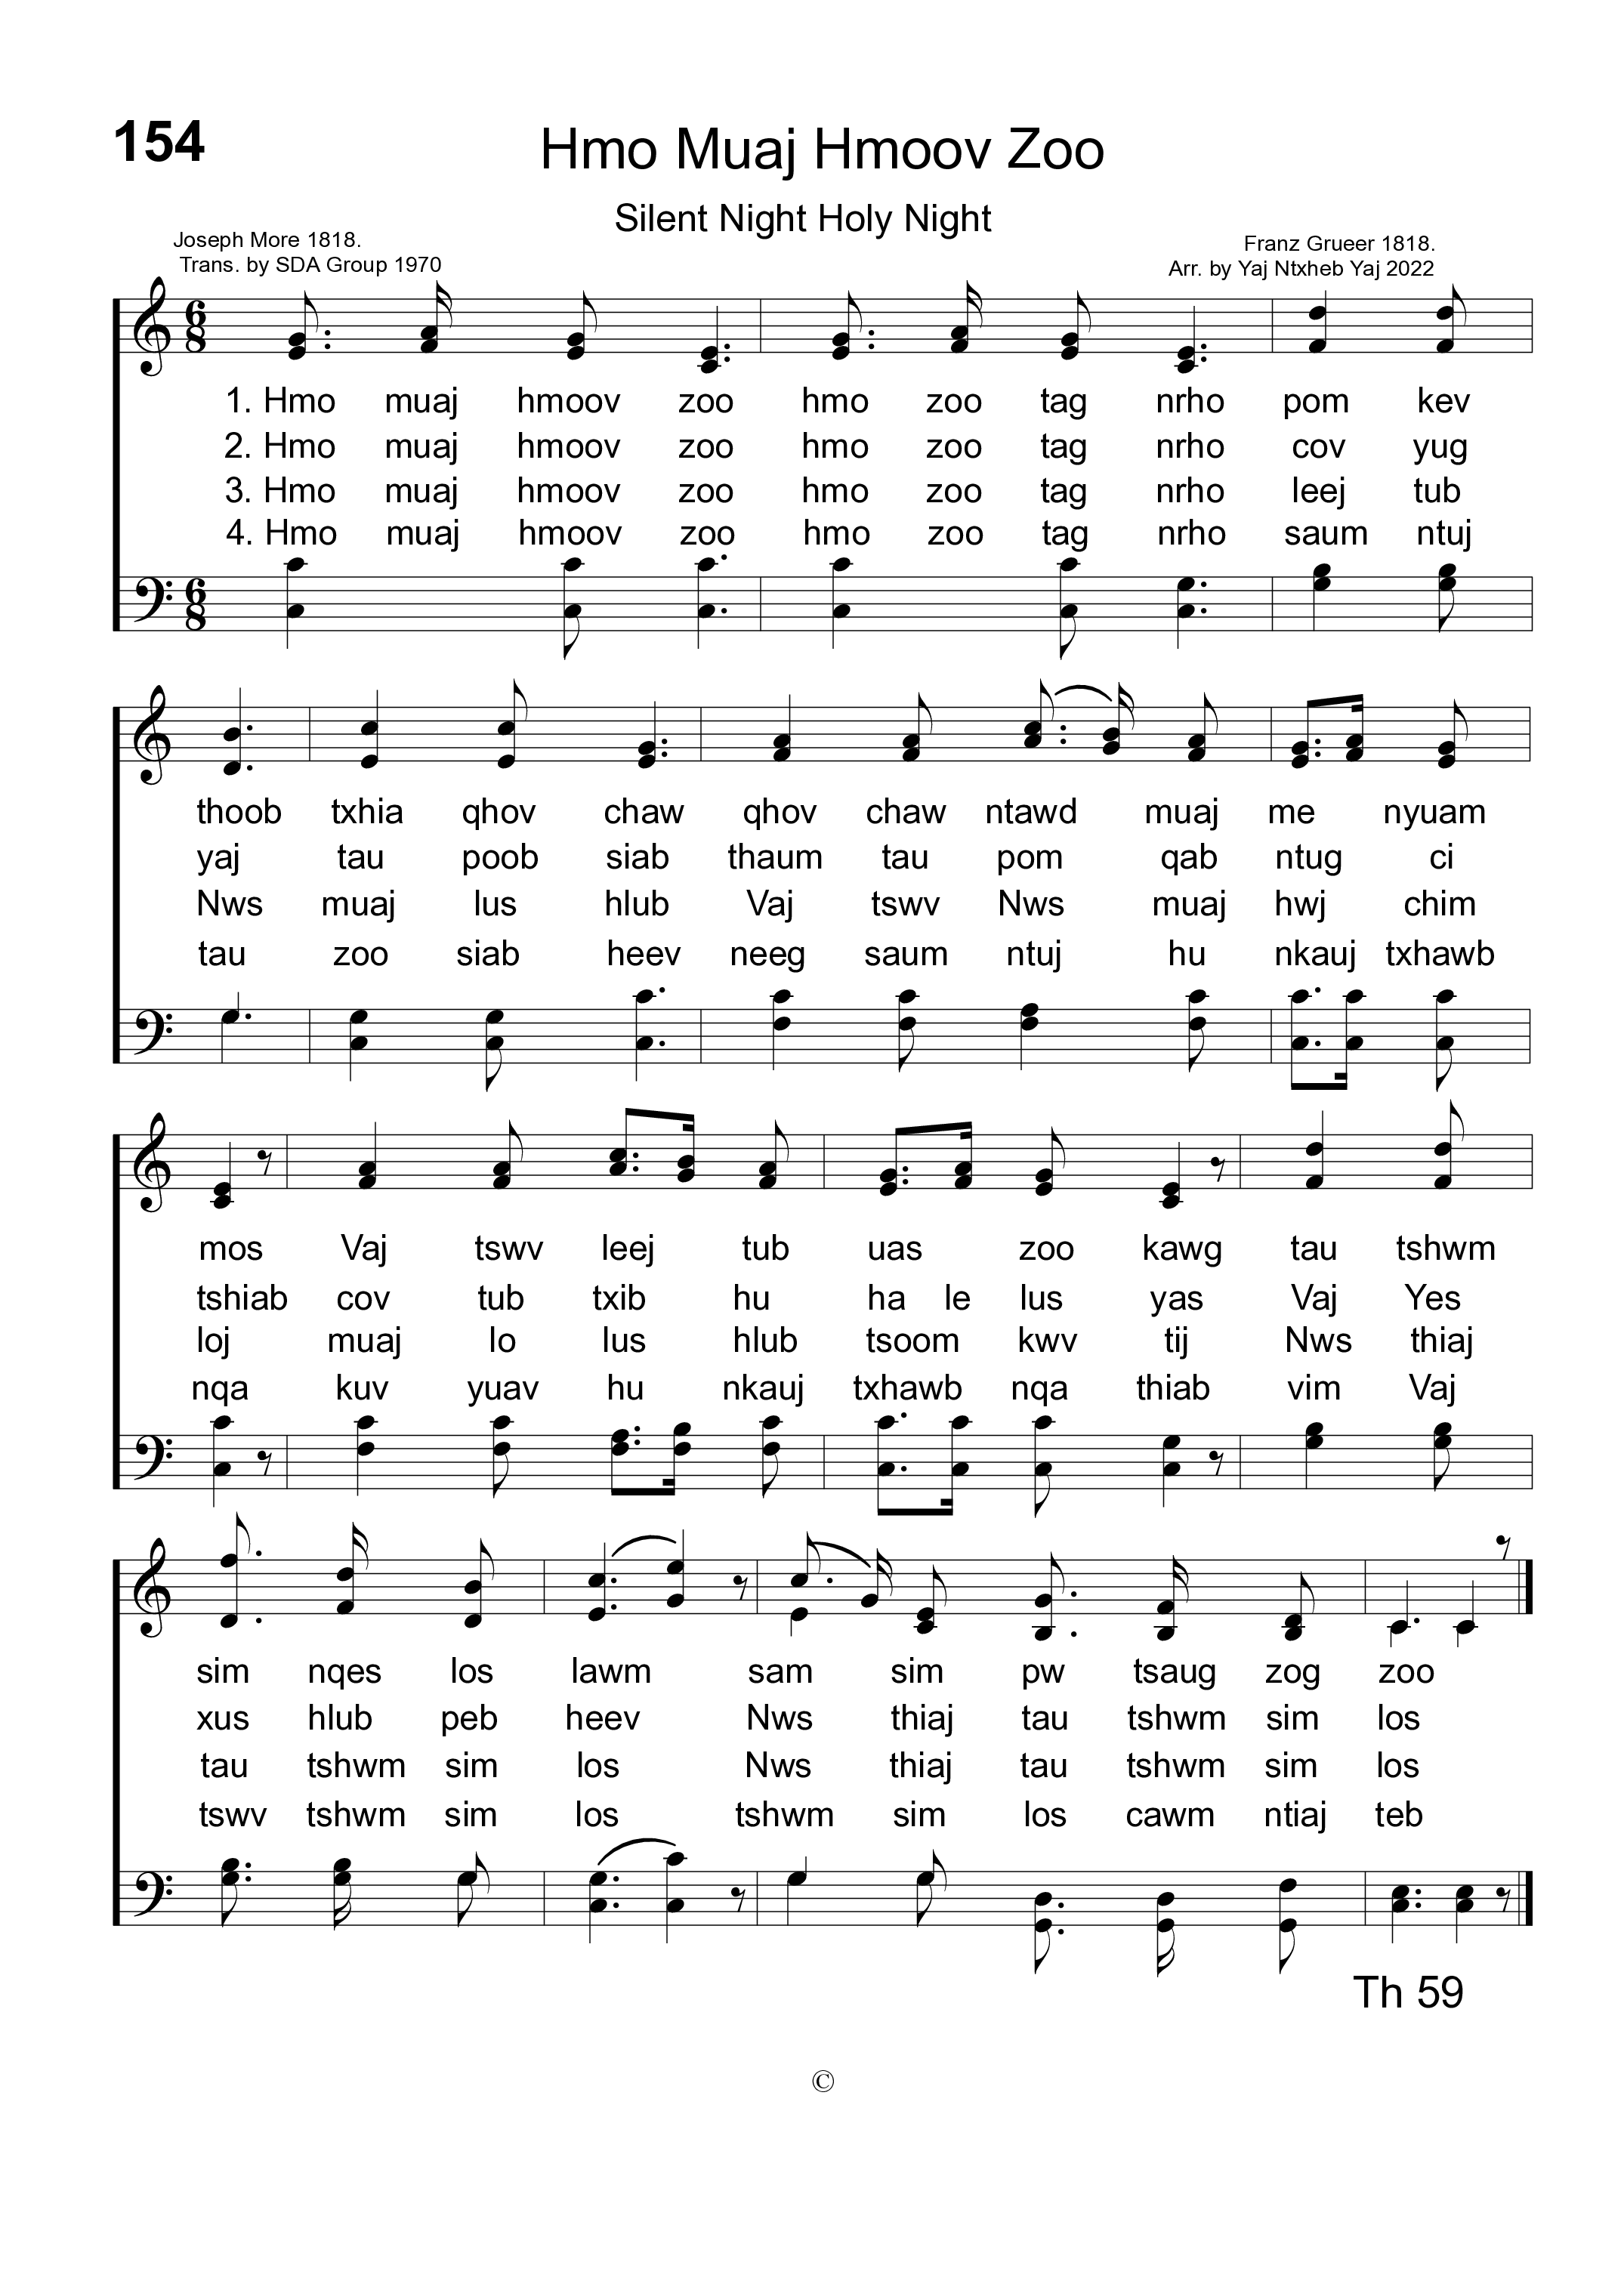 154
Hmo Muaj Hmoov Zoo
Silent Night Holy Night
Joseph More 1818.
Trans. by SDA Group 1970
Franz Grueer 1818.
Arr. by Yaj Ntxheb Yaj 2022
1. Hmo muaj hmoov zoo hmo zoo tag nrho pom kev
2. Hmo muaj hmoov zoo hmo zoo tag nrho cov yug
3. Hmo muaj hmoov zoo hmo zoo tag nrho leej tub
4. Hmo muaj hmoov zoo hmo zoo tag nrho saum ntuj
thoob txhia qhov chaw qhov chaw ntawd muaj me nyuam
yaj tau poob siab thaum tau pom qab ntug ci
Nws muaj lus hlub Vaj tswv Nws muaj hwj chim
tau zoo siab heev neeg saum ntuj hu nkauj txhawb
mos Vaj tswv leej tub uas zoo kawg tau tshwm
tshiab cov tub txib hu ha le lus yas Vaj Yes
loj muaj lo lus hlub tsoom kwv tij Nws thiaj
nqa kuv yuav hu nkauj txhawb nqa thiab vim Vaj
sim nqes los lawm sam sim pw tsaug zog zoo
xus hlub peb heev Nws thiaj tau tshwm sim los
tau tshwm sim los Nws thiaj tau tshwm sim los
tswv tshwm sim los tshwm sim los cawm ntiaj teb
Th 59
©